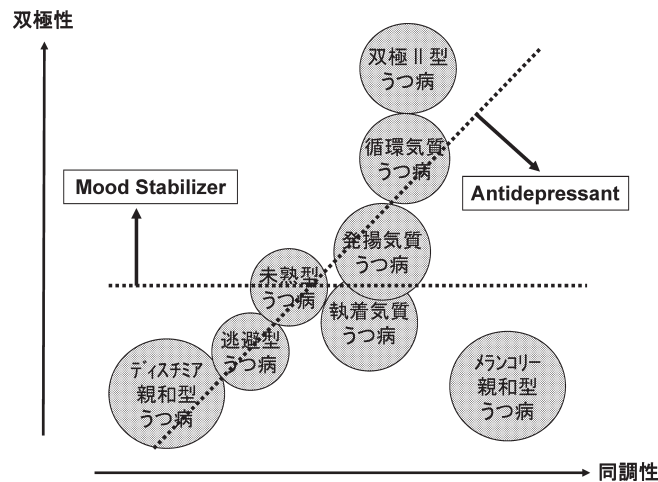 双極性
双極Ⅱ型
うつ病
循環気質
うつ病
Mood Stabilizer
Antidepressant
発揚気質
うつ病
未熟型
うつ病
執着気質
うつ病
逃避型
うつ病
ディスチミア
親和型
うつ病
メランコリー
親和型
うつ病
同調性